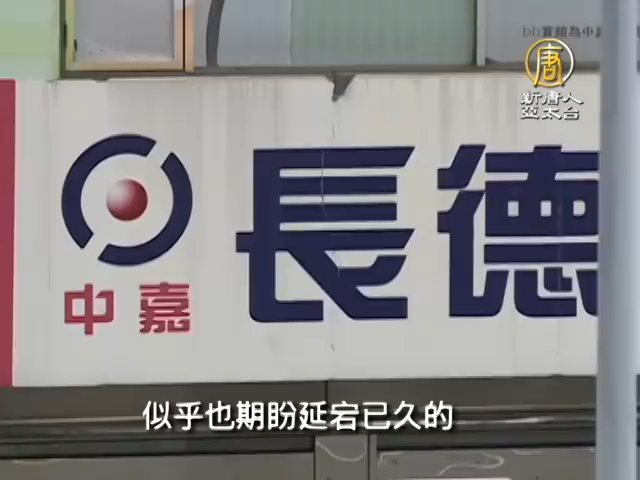 唐
新唐人
亞太台
長德
中嘉
似乎也期盼延宕已久的